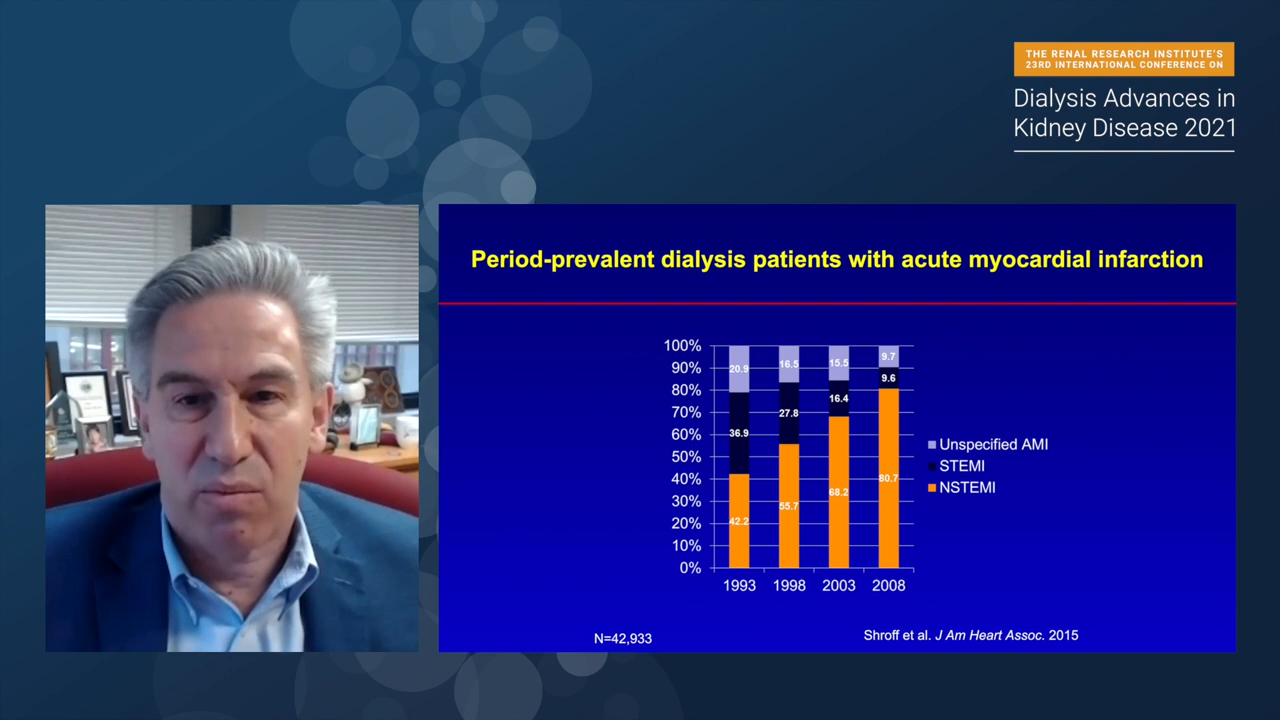 THE RENAL RESEARCH INSTITUTE'S
23RD INTERNATIONAL CONFERENCE ON
Dialysis Advances in
Kidney Disease 2021
Period-prevalent dialysis patients with acute myocardial infarction
100%
90%
80%
70%
60%
50%
40%
30%
20%
10%
0%
20.9
36.9
42.2
16.5
27.8
55.7
15.5
16.4
68.2
9.7
9.6
80.7
1993 1998 2003 2008
Unspecified AMI
STEMI
NSTEMI
N=42,933
Shroff et al. J Am Heart Assoc. 2015